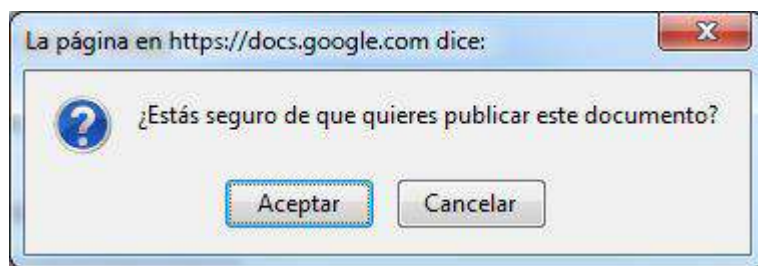 La página en https://docs.google.com dice:
¿Estás seguro de que quieres publicar este documento?
Aceptar
Cancelar